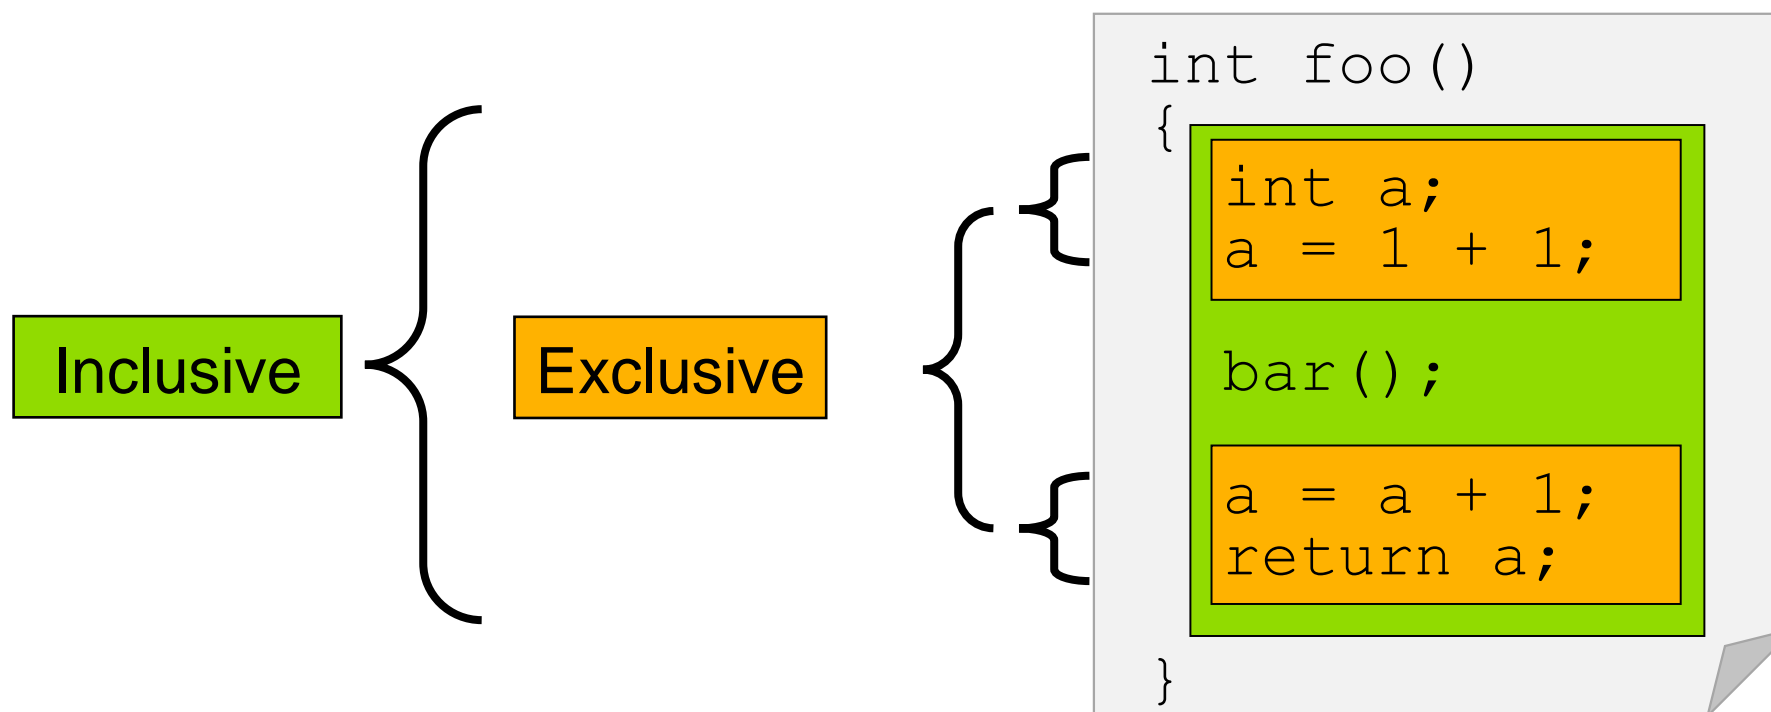 Inclusive
Exclusive
int foo()
{
int a;
a = 1 + 1;
bar();
a = a + 1;
return a;
}